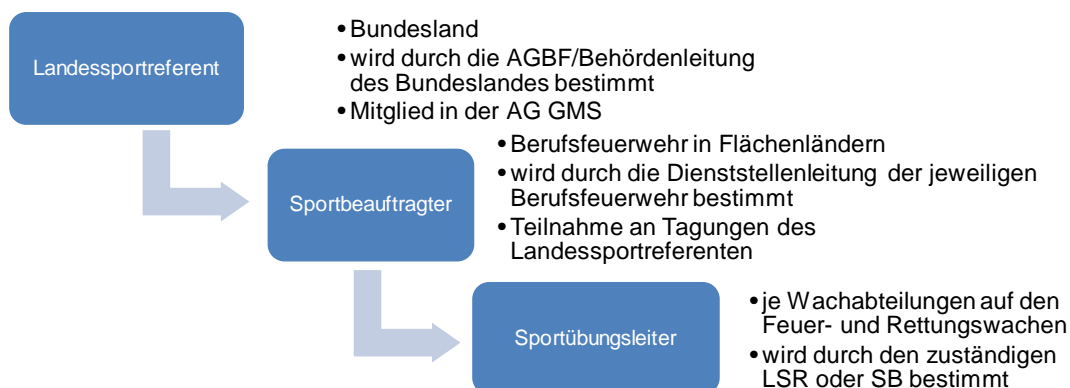 Landessportreferent
•Bundesland
•wird durch die AGBF/Behördenleitung
des Bundeslandes bestimmt
•Mitglied in der AG GMS
Sportbeauftragter
•Berufsfeuerwehr in Flächenländern
•wird durch die Dienststellenleitung der jeweiligen
Berufsfeuerwehr bestimmt
•Teilnahme an Tagungen des
Landessportreferenten
Sportübungsleiter
•je Wachabteilungen auf den
Feuer- und Rettungswachen
•wird durch den zuständigen
LSR oder SB bestimmt